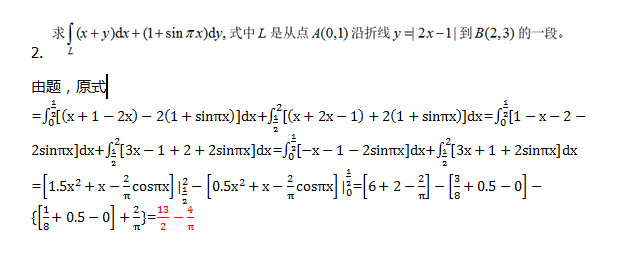 求∫_L (x+y)dx+(1+sin πx)dy, 式中 L 是从点 A(0,1) 沿折线 y=|2x−1| 到 B(2,3) 的一段。
2.
由题，原式
=∫_0^{1/2}[(x+1−2x)−2(1+sinπx)]dx+∫_{1/2}^2[(x+2x−1)+2(1+sinπx)]dx=∫_0^{1/2}[1−x−2−
2sinπx]dx+∫_{1/2}^2[3x−1+2+2sinπx]dx=∫_0^{1/2}[−x−1−2sinπx]dx+∫_{1/2}^2[3x+1+2sinπx]dx
=[1.5x²+x−2/π cosπx]|_{1/2}^2−[0.5x²+x−2/π cosπx]|_0^{1/2}=[6+2−2/π]−[3/8+0.5−0]−
{[1/8+0.5−0]+2/π}=13/2−4/π